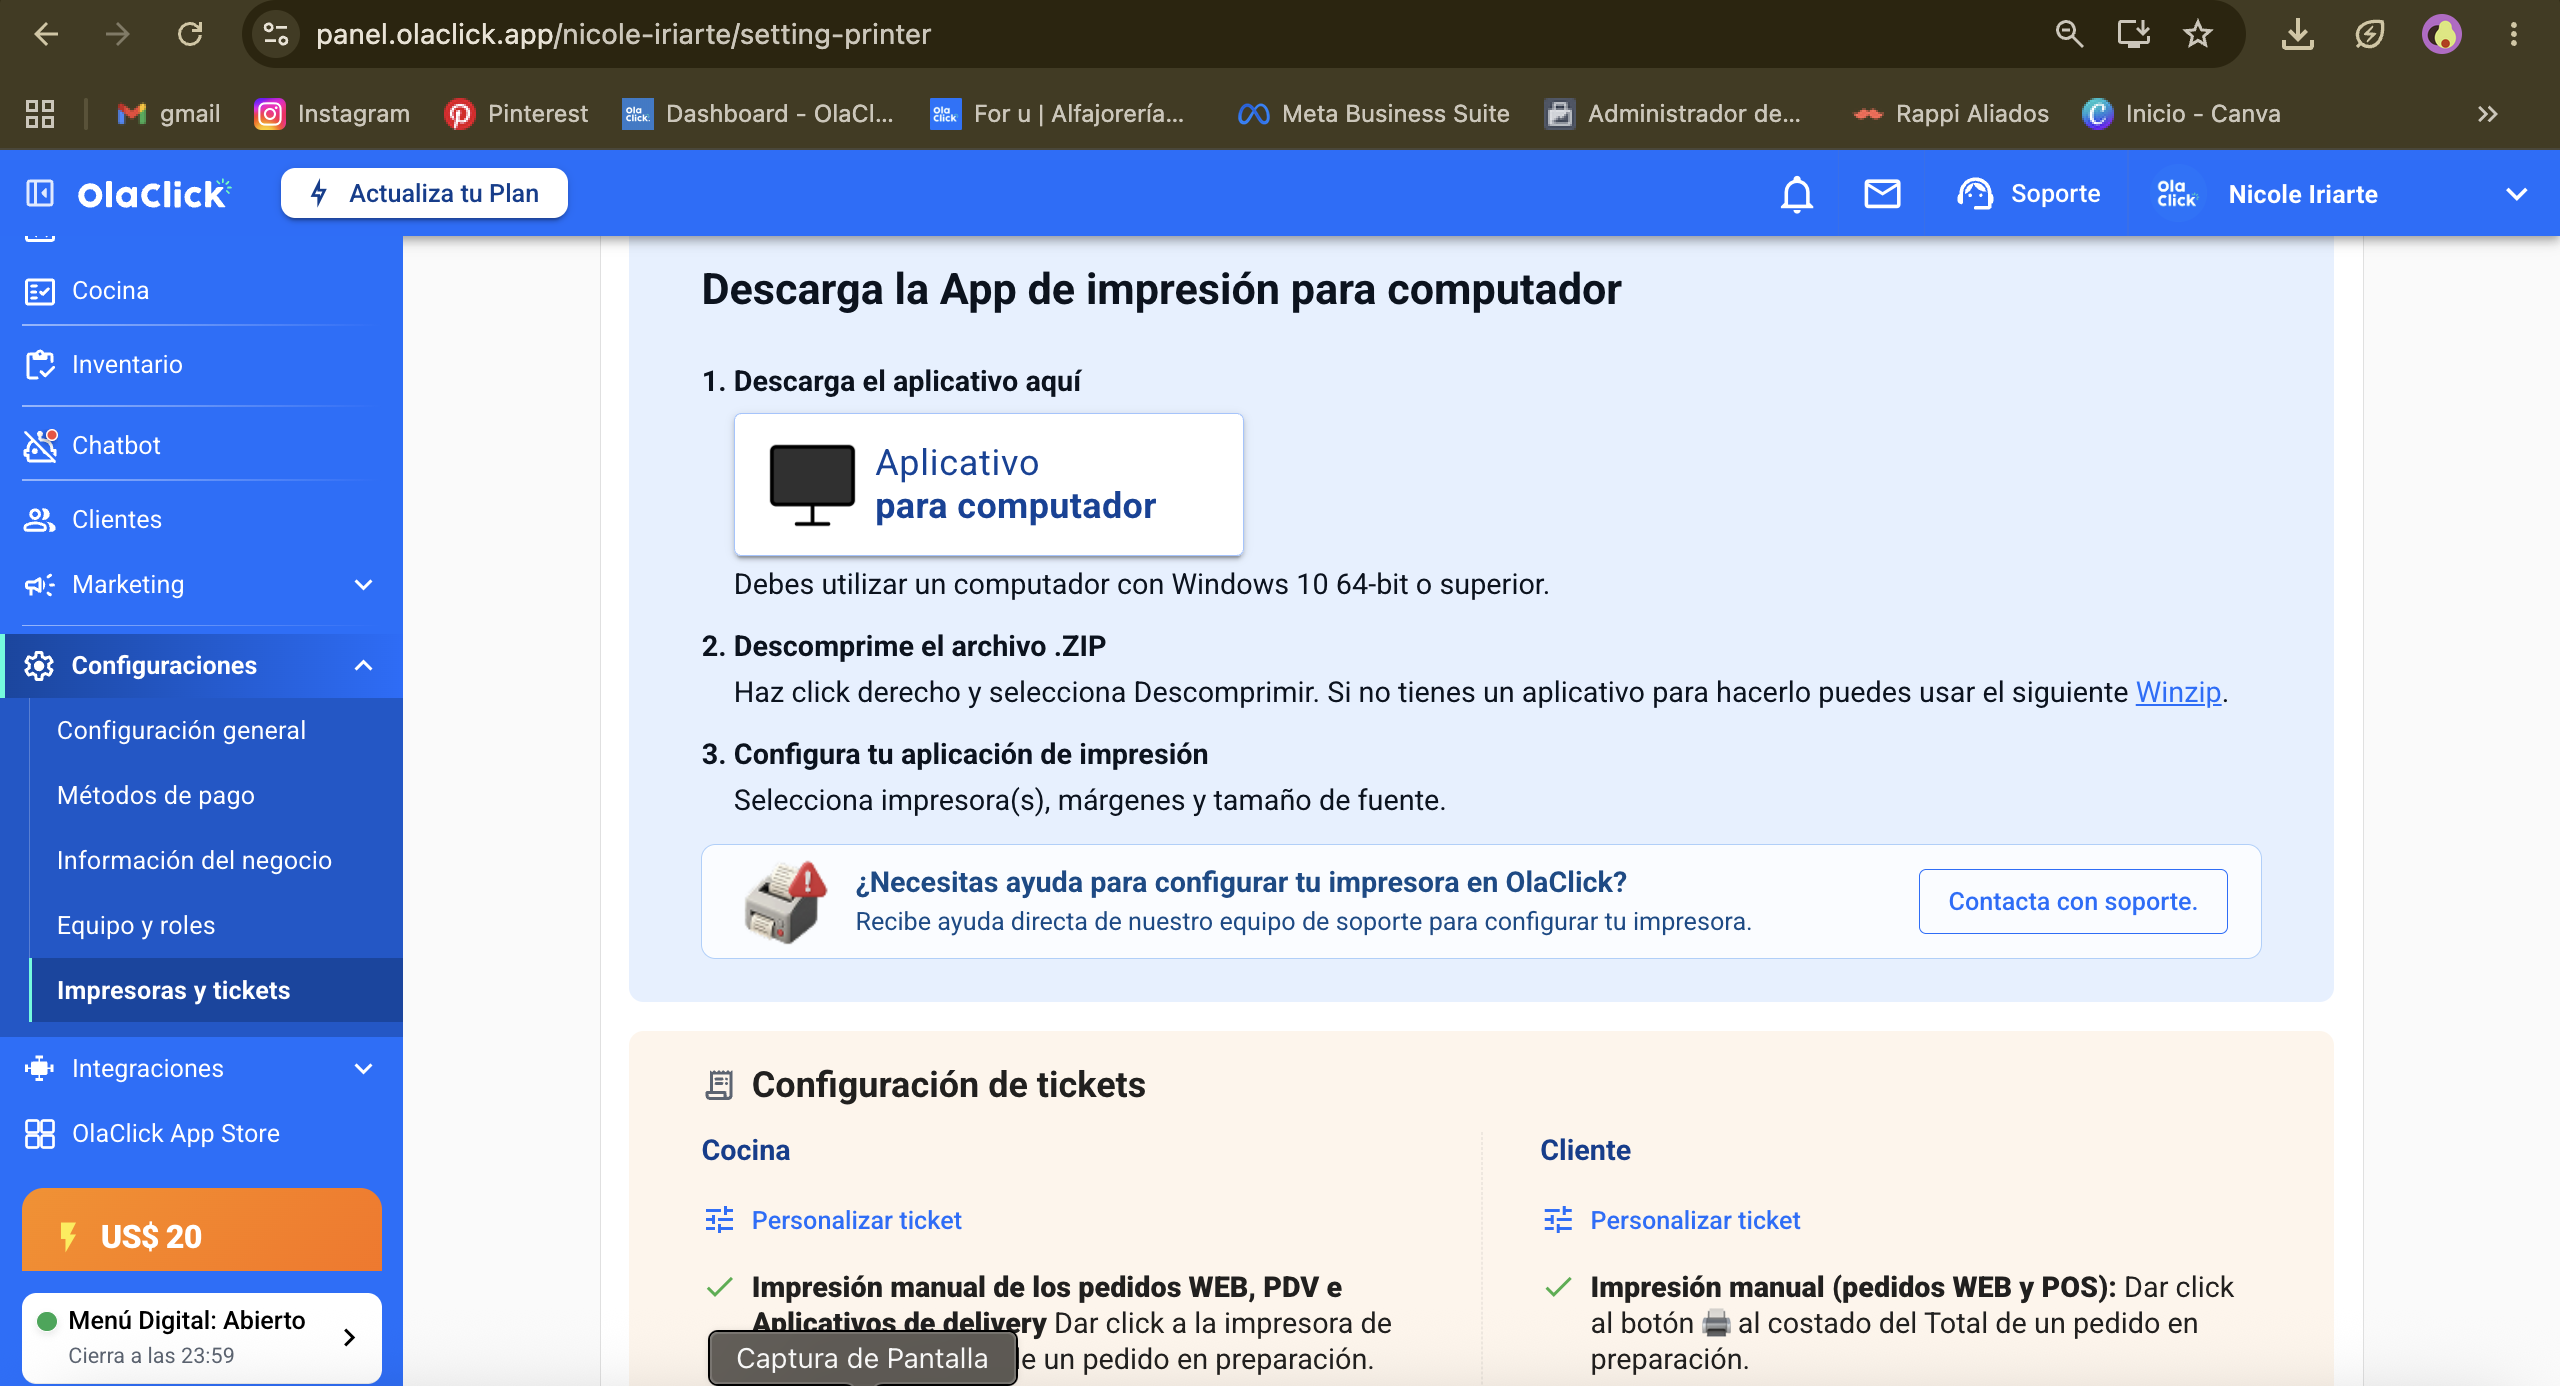 panel.olaclick.app/nicole-iriarte/setting-printer
gmail
Instagram
Pinterest
Dashboard - OlaCl...
For u | Alfajorería...
Meta Business Suite
Administrador de...
Rappi Aliados
Inicio - Canva
OlaClick
Actualiza tu Plan
Soporte
Ola Click
Nicole Iriarte
Cocina
Inventario
Chatbot
Clientes
Marketing
Configuraciones
Configuración general
Métodos de pago
Información del negocio
Equipo y roles
Impresoras y tickets
Integraciones
OlaClick App Store
US$ 20
Menú Digital: Abierto
Cierra a las 23:59
Descarga la App de impresión para computador
1. Descarga el aplicativo aquí
Aplicativo
para computador
Debes utilizar un computador con Windows 10 64-bit o superior.
2. Descomprime el archivo .ZIP
Haz click derecho y selecciona Descomprimir. Si no tienes un aplicativo para hacerlo puedes usar el siguiente Winzip.
3. Configura tu aplicación de impresión
Selecciona impresora(s), márgenes y tamaño de fuente.
¿Necesitas ayuda para configurar tu impresora en OlaClick?
Recibe ayuda directa de nuestro equipo de soporte para configurar tu impresora.
Contacta con soporte.
Configuración de tickets
Cocina
Personalizar ticket
Impresión manual de los pedidos WEB, PDV e
Aplicativos de delivery Dar click a la impresora de
e un pedido en preparación.
Captura de Pantalla
Cliente
Personalizar ticket
Impresión manual (pedidos WEB y POS): Dar click
al botón 🖨 al costado del Total de un pedido en
preparación.